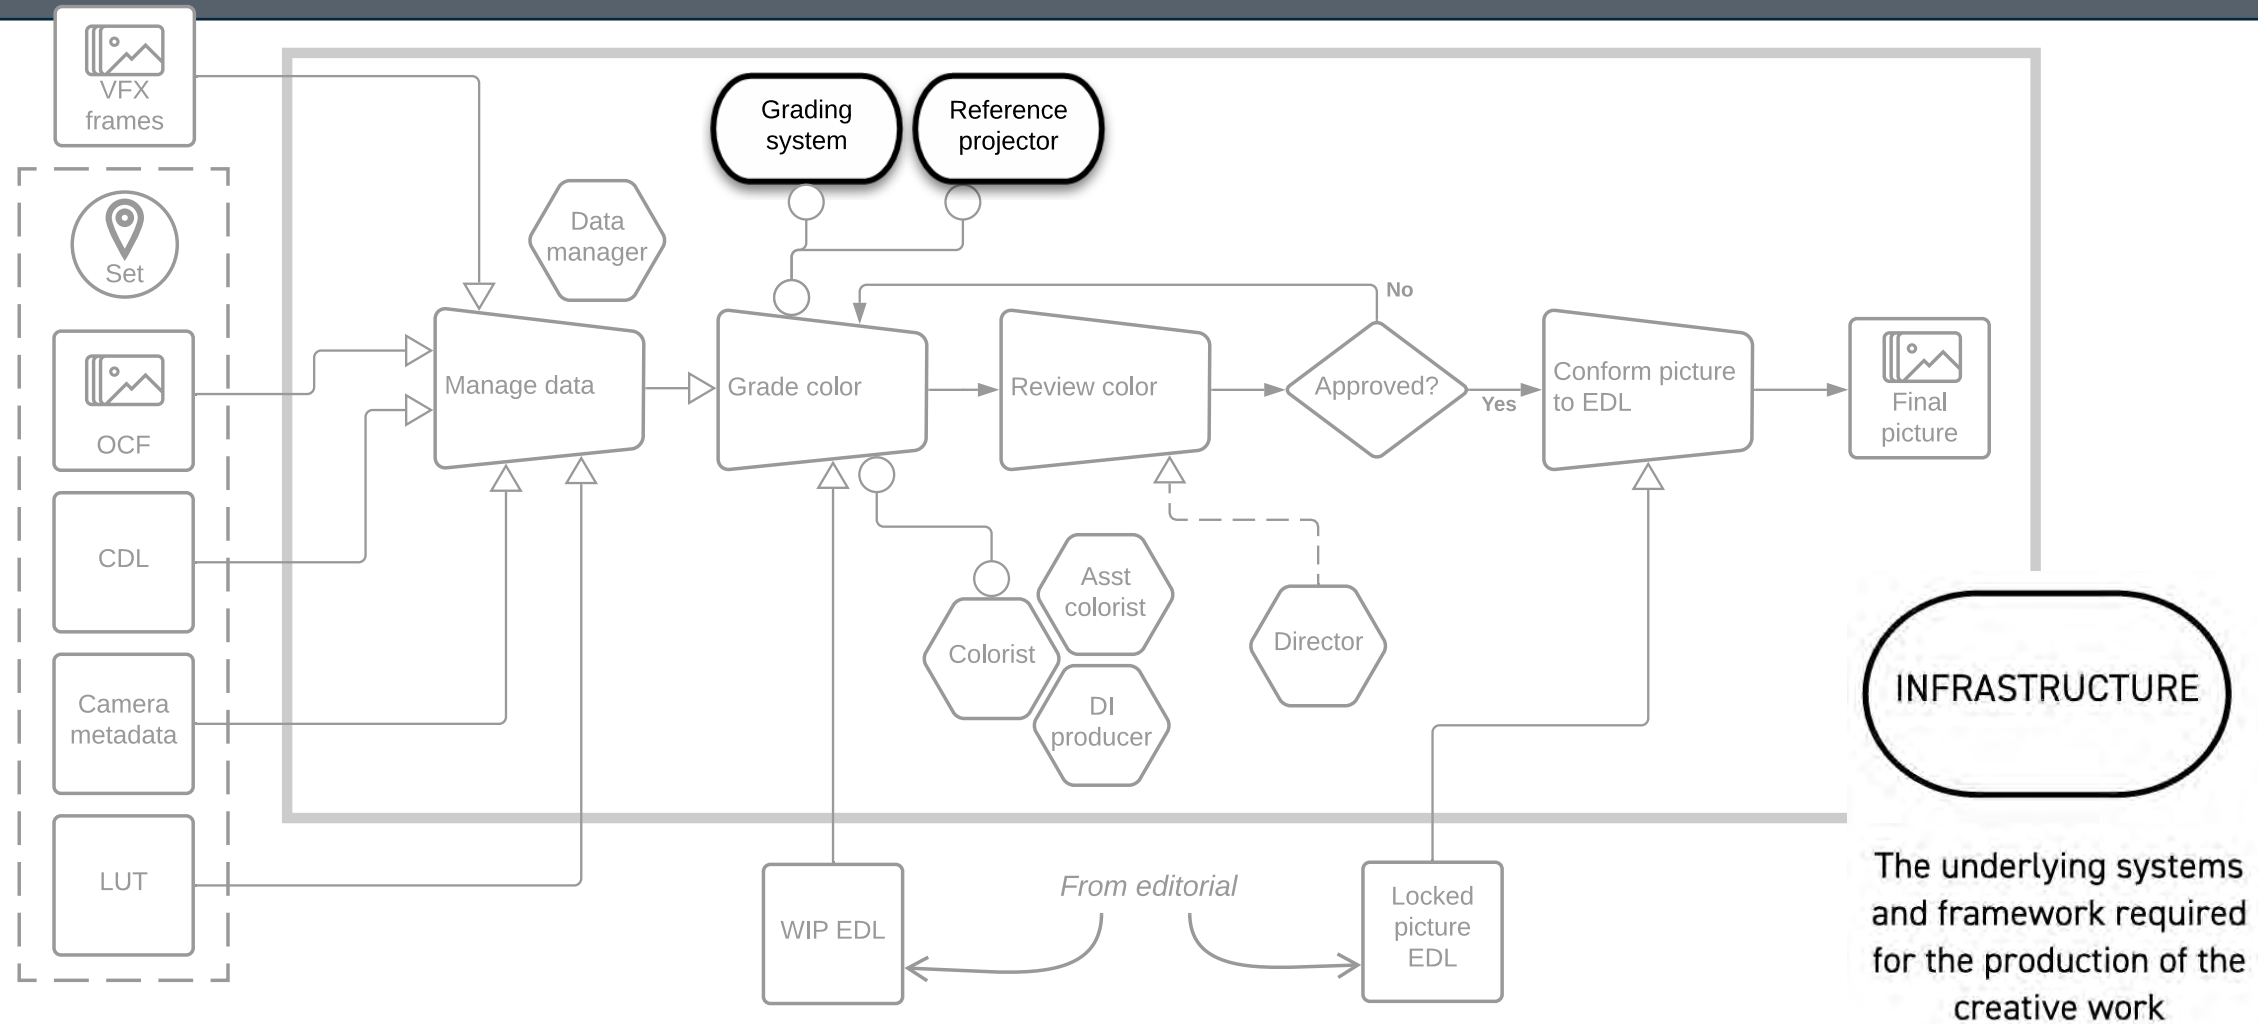 VFX
frames
Grading
system
Reference
projector
Data
manager
Set
No
OCF
Manage data
Grade color
Review color
Approved?
Yes
Conform picture
to EDL
Final
picture
CDL
Asst
colorist
Colorist
Director
DI
producer
Camera
metadata
INFRASTRUCTURE
LUT
WIP EDL
From editorial
Locked
picture
EDL
The underlying systems
and framework required
for the production of the
creative work